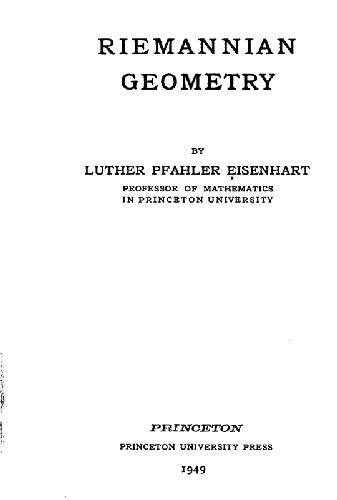 RIEMANNIAN
GEOMETRY
BY
LUTHER PFAHLER EISENHART
PROFESSOR OF MATHEMATICS
IN PRINCETON UNIVERSITY
PRINCETON
PRINCETON UNIVERSITY PRESS
1949